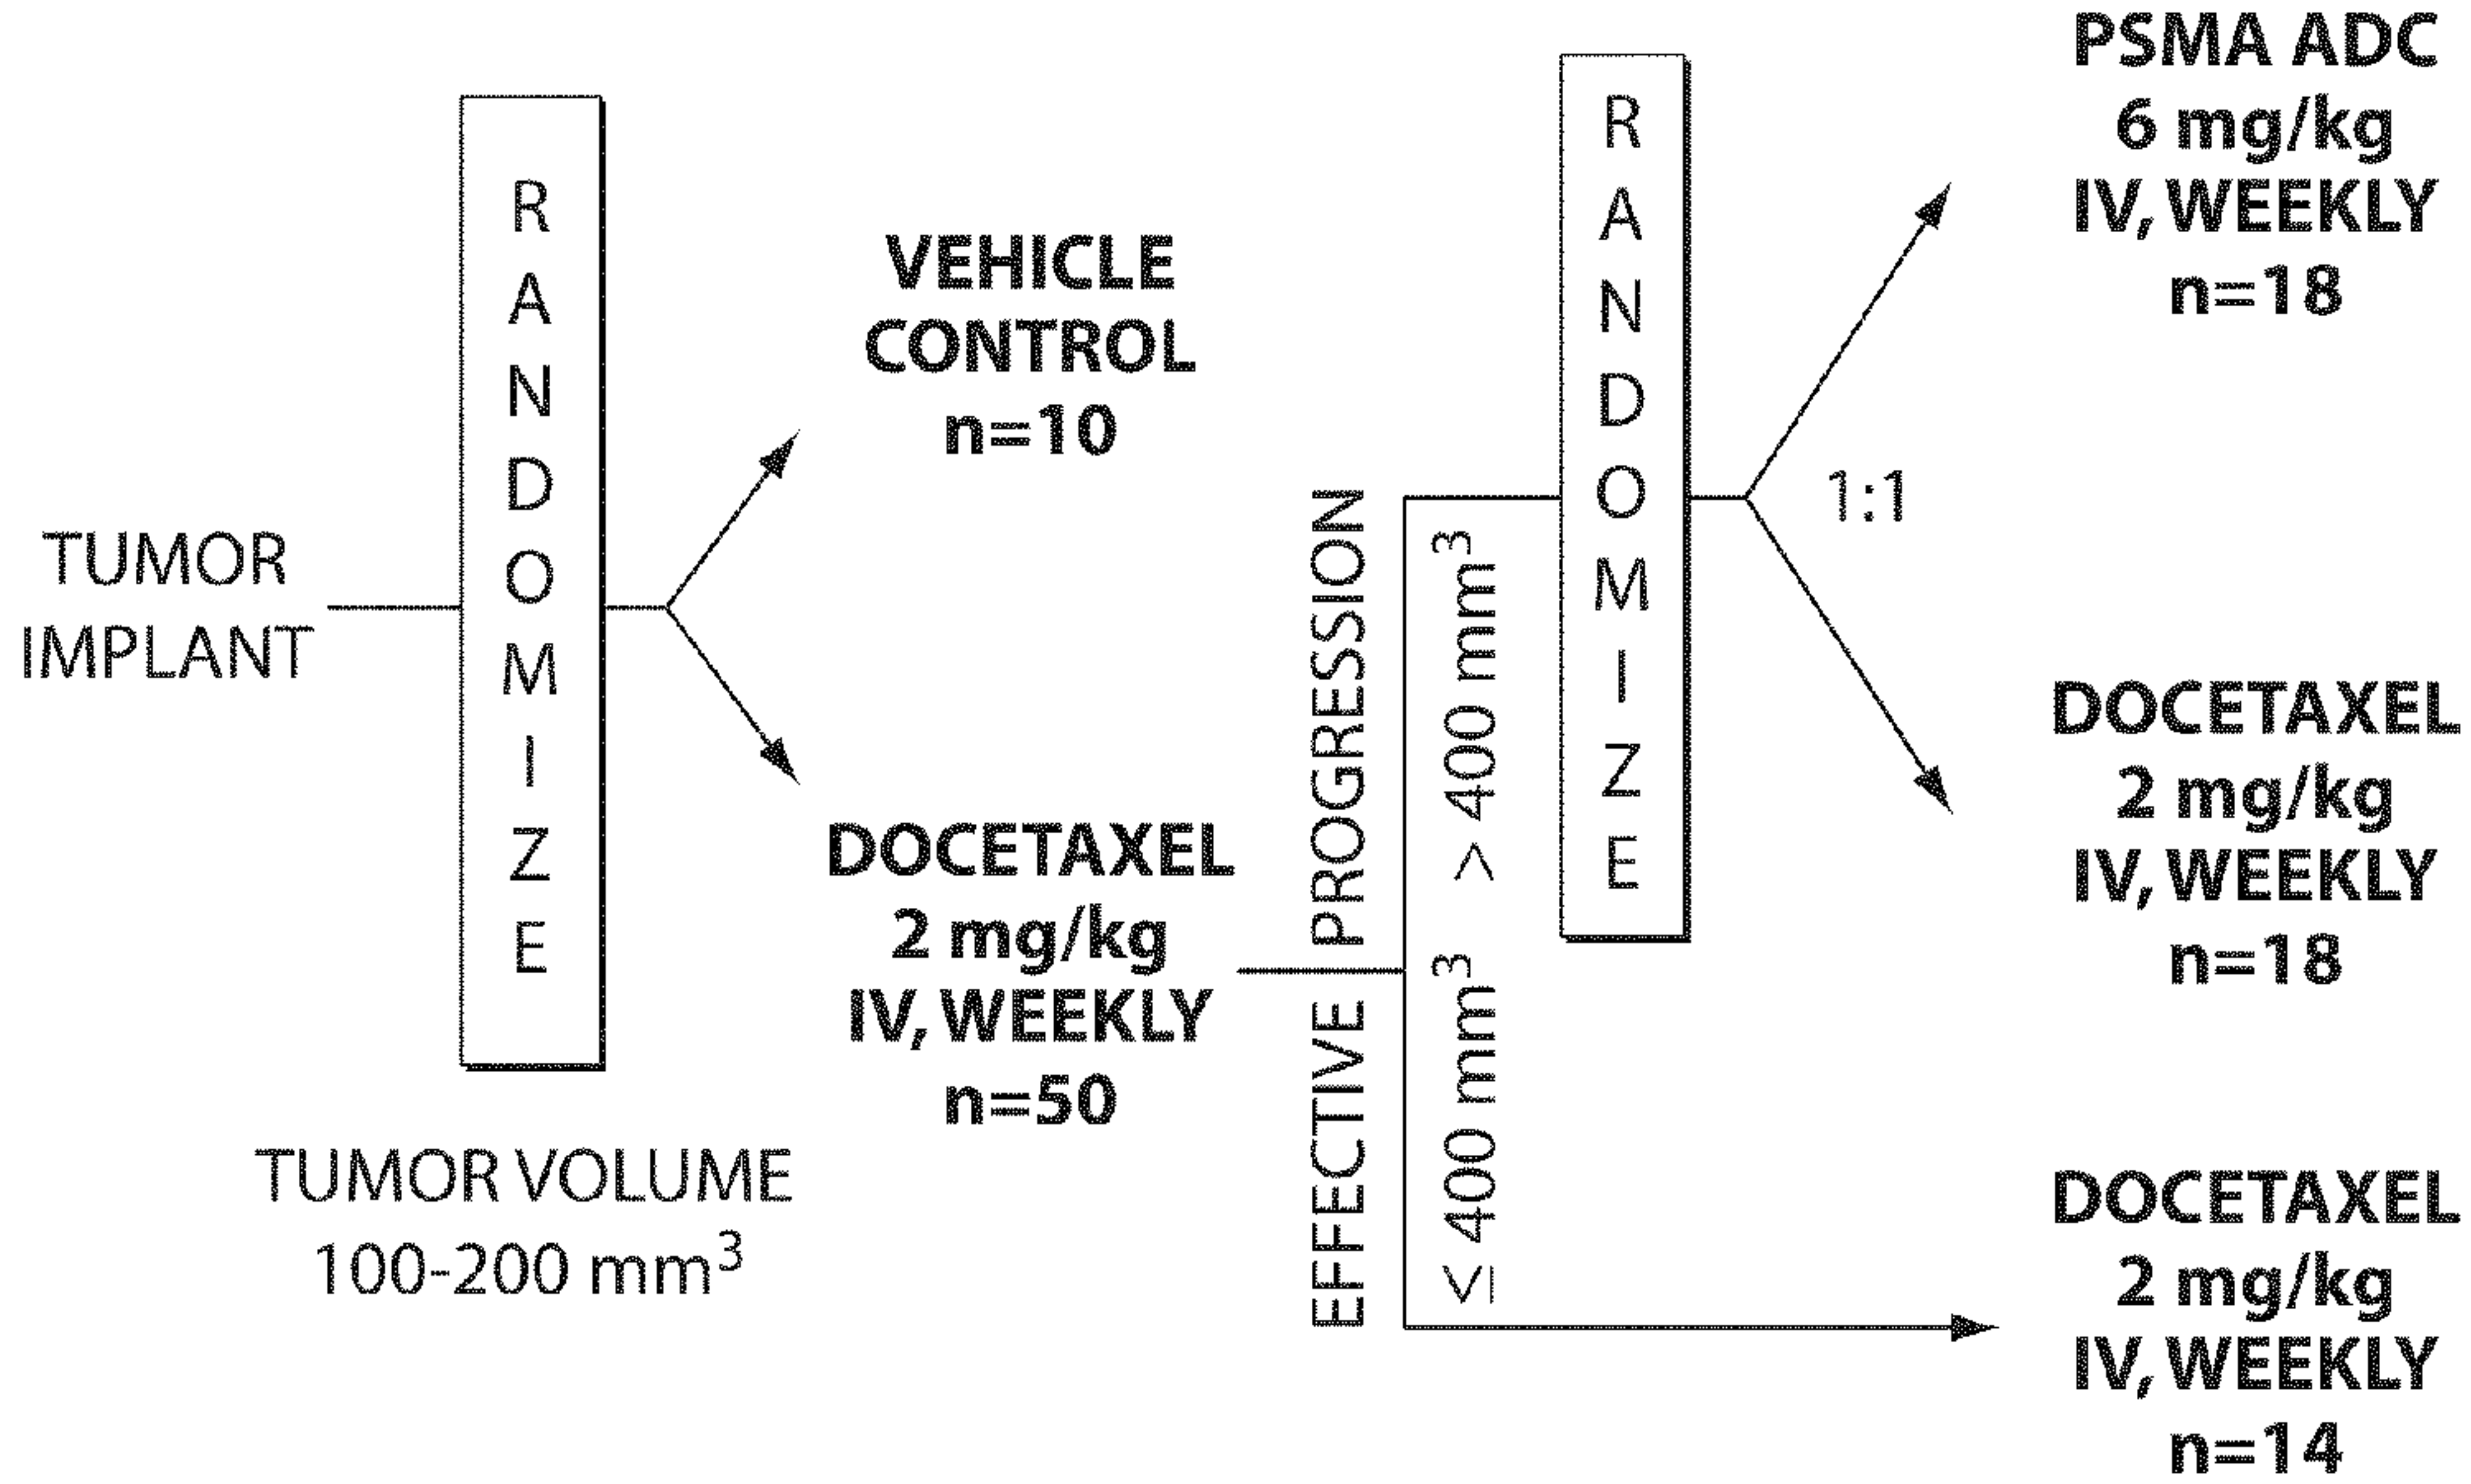 TUMOR
IMPLANT
RANDOMIZE
TUMOR VOLUME
100-200 mm³
VEHICLE
CONTROL
n=10
DOCETAXEL
2 mg/kg
IV, WEEKLY
n=50
EFFECTIVE PROGRESSION
≤ 400 mm³ > 400 mm³
RANDOMIZE
1:1
PSMA ADC
6 mg/kg
IV, WEEKLY
n=18
DOCETAXEL
2 mg/kg
IV, WEEKLY
n=18
DOCETAXEL
2 mg/kg
IV, WEEKLY
n=14